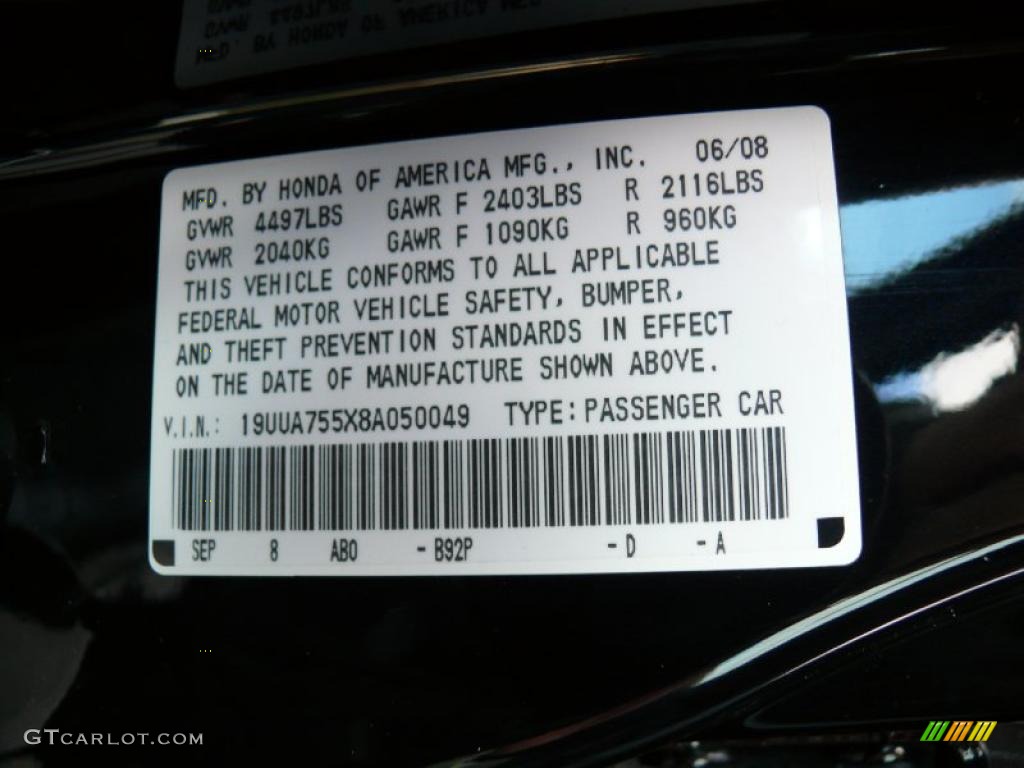 MFD. BY HONDA OF AMERICA MFG., INC. 06/08
GVWR 4497LBS GAWR F 2403LBS R 2116LBS
GVWR 2040KG GAWR F 1090KG R 960KG
THIS VEHICLE CONFORMS TO ALL APPLICABLE
FEDERAL MOTOR VEHICLE SAFETY, BUMPER,
AND THEFT PREVENTION STANDARDS IN EFFECT
ON THE DATE OF MANUFACTURE SHOWN ABOVE.
V.I.N.: 19UUA755X8A050049 TYPE:PASSENGER CAR
SEP 8 AB0 -B92P -D -A
GTCARLOT.COM